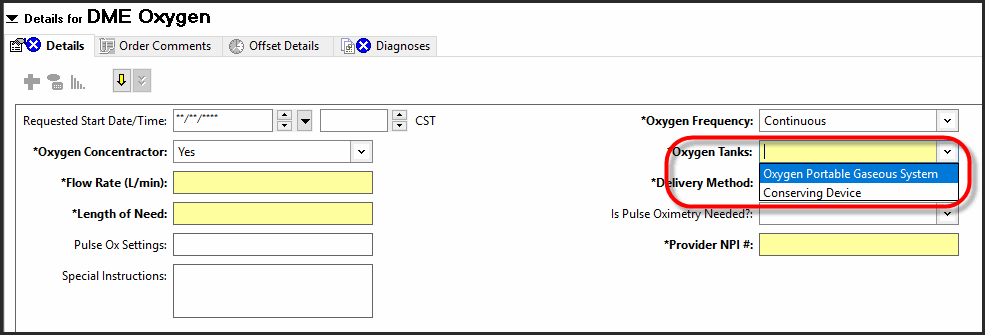 Details for DME Oxygen
Details Order Comments Offset Details Diagnoses
Requested Start Date/Time: **/**/**** CST
*Oxygen Concentractor: Yes
*Flow Rate (L/min):
*Length of Need:
Pulse Ox Settings:
Special Instructions:
*Oxygen Frequency: Continuous
*Oxygen Tanks:
Oxygen Portable Gaseous System
Conserving Device
*Delivery Method:
Is Pulse Oximetry Needed?:
*Provider NPI #: